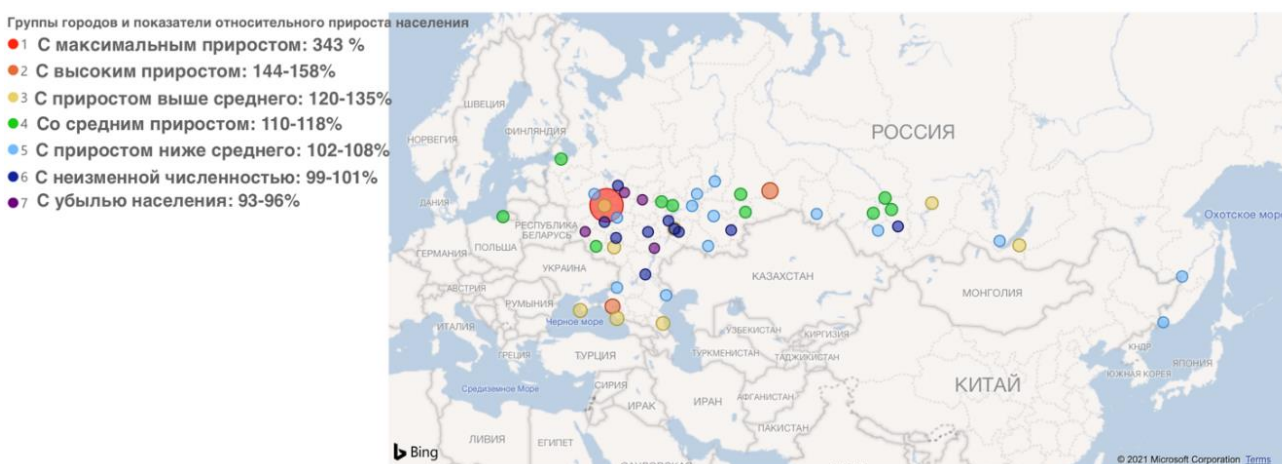 Группы городов и показатели относительного прироста населения
1 С максимальным приростом: 343 %
2 С высоким приростом: 144-158%
3 С приростом выше среднего: 120-135%
4 Со средним приростом: 110-118%
5 С приростом ниже среднего: 102-108%
6 С неизменной численностью: 99-101%
7 С убылью населения: 93-96%
ШВЕЦИЯ
ФИНЛЯНДИЯ
НОРВЕГИЯ
РОССИЯ
ДАНИЯ
Охотское море
РЕСПУБЛИКА
БЕЛАРУСЬ
ПОЛЬША
ГЕРМАНИЯ
УКРАИНА
КАЗАХСТАН
АВСТРИЯ
МОНГОЛИЯ
РУМЫНИЯ
Черное море
ИТАЛИЯ
УЗБЕКИСТАН
КИРГИЗИЯ
КНДР
ГРЕЦИЯ
ТУРЦИЯ
ТУРКМЕНИСТАН
ТАДЖИКИСТАН
ЯПОНИЯ
ЮЖНАЯ КОРЕЯ
Средиземное Море
СИРИЯ
КИТАЙ
ИРАК
ИРАН
АФГАНИСТАН
ПАКИСТАН
ЛИВИЯ
ЕГИПЕТ
САУДОВСКАЯ
Bing
© 2021 Microsoft Corporation Terms